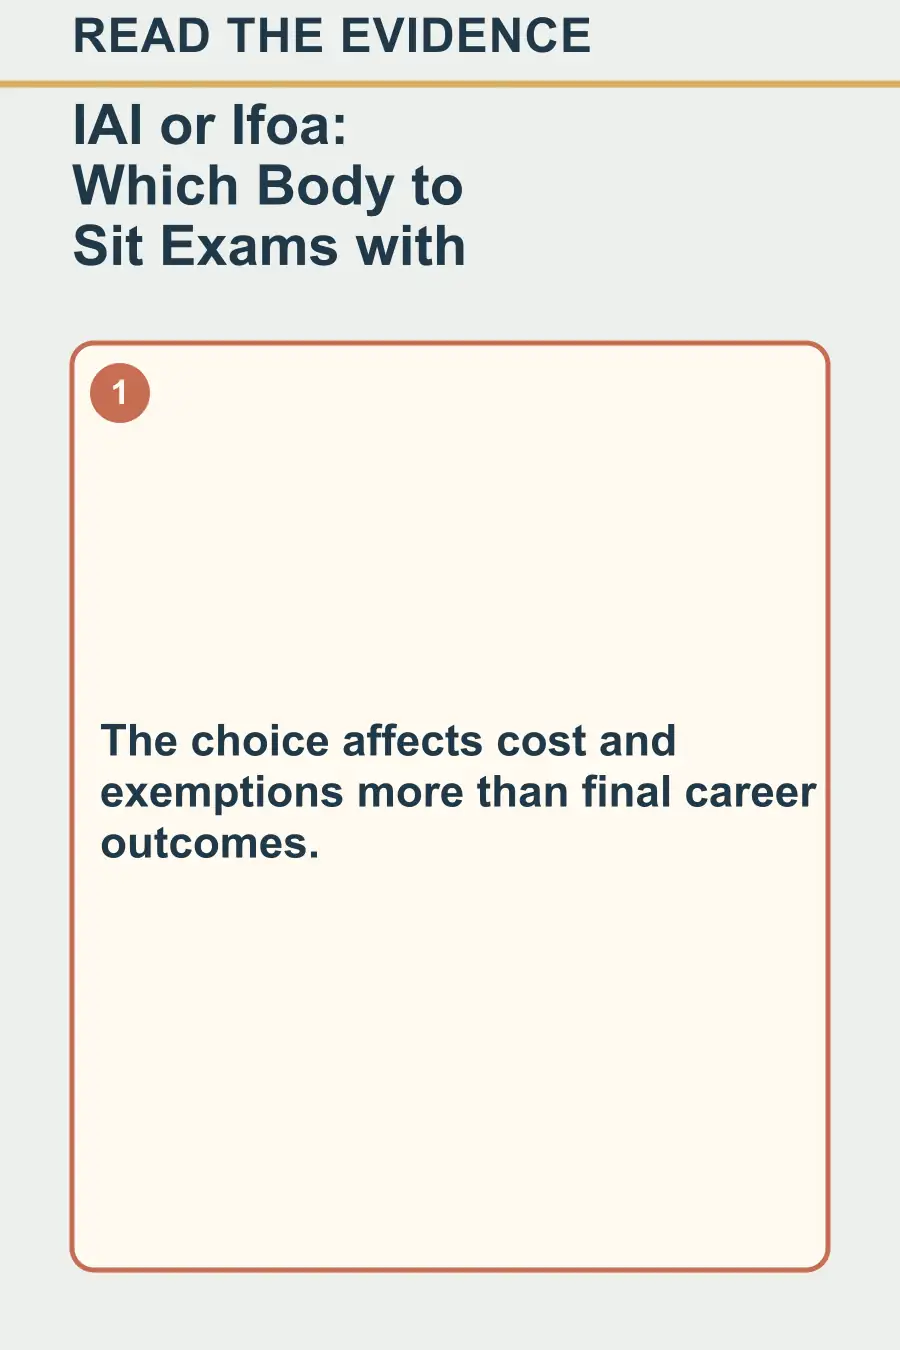 READ THE EVIDENCE
IAI or Ifoa:
Which Body to
Sit Exams with
1
The choice affects cost and
exemptions more than final career
outcomes.